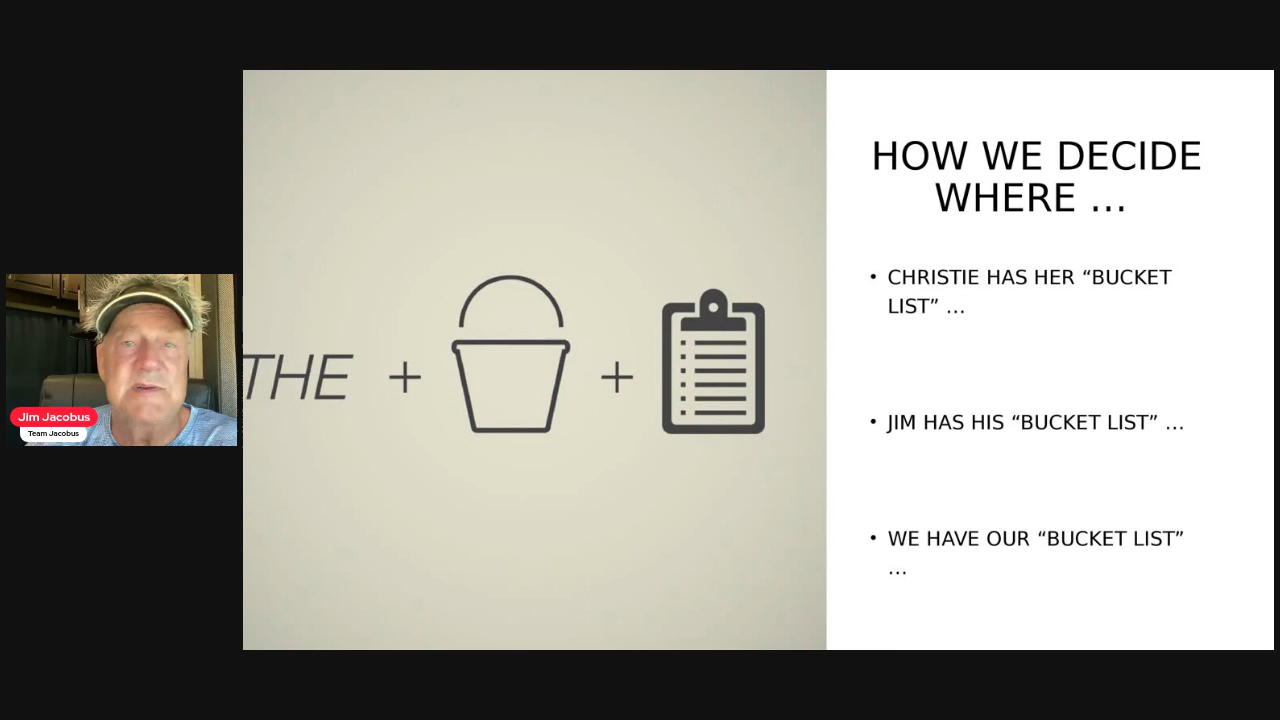 HOW WE DECIDE
WHERE …
• CHRISTIE HAS HER “BUCKET
LIST” …
THE + +
• JIM HAS HIS “BUCKET LIST” …
• WE HAVE OUR “BUCKET LIST”
…
Jim Jacobus
Team Jacobus